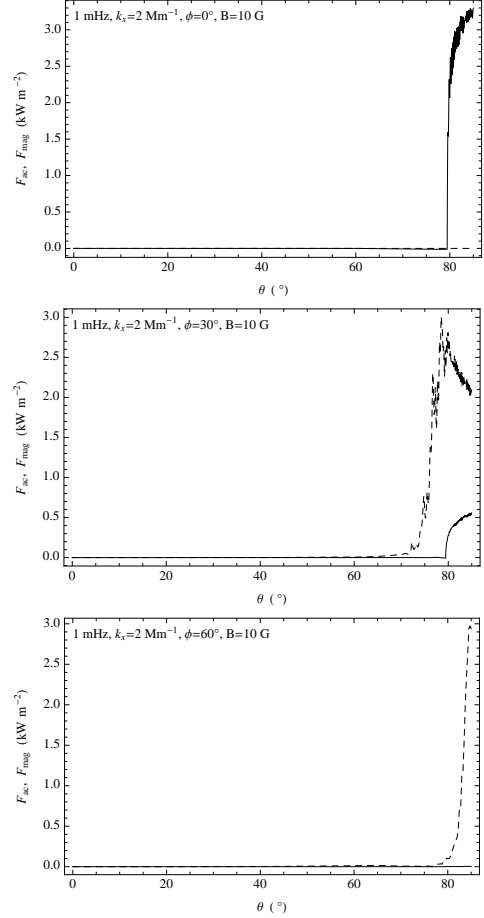 1 mHz, kₓ=2 Mm⁻¹, ϕ=0°, B=10 G
F_ac, F_mag (kW m⁻²)
3.0
2.5
2.0
1.5
1.0
0.5
0.0
0 20 40 60 80
θ (°)
1 mHz, kₓ=2 Mm⁻¹, ϕ=30°, B=10 G
F_ac, F_mag (kW m⁻²)
3.0
2.5
2.0
1.5
1.0
0.5
0.0
0 20 40 60 80
θ (°)
1 mHz, kₓ=2 Mm⁻¹, ϕ=60°, B=10 G
F_ac, F_mag (kW m⁻²)
3.0
2.5
2.0
1.5
1.0
0.5
0.0
0 20 40 60 80
θ (°)